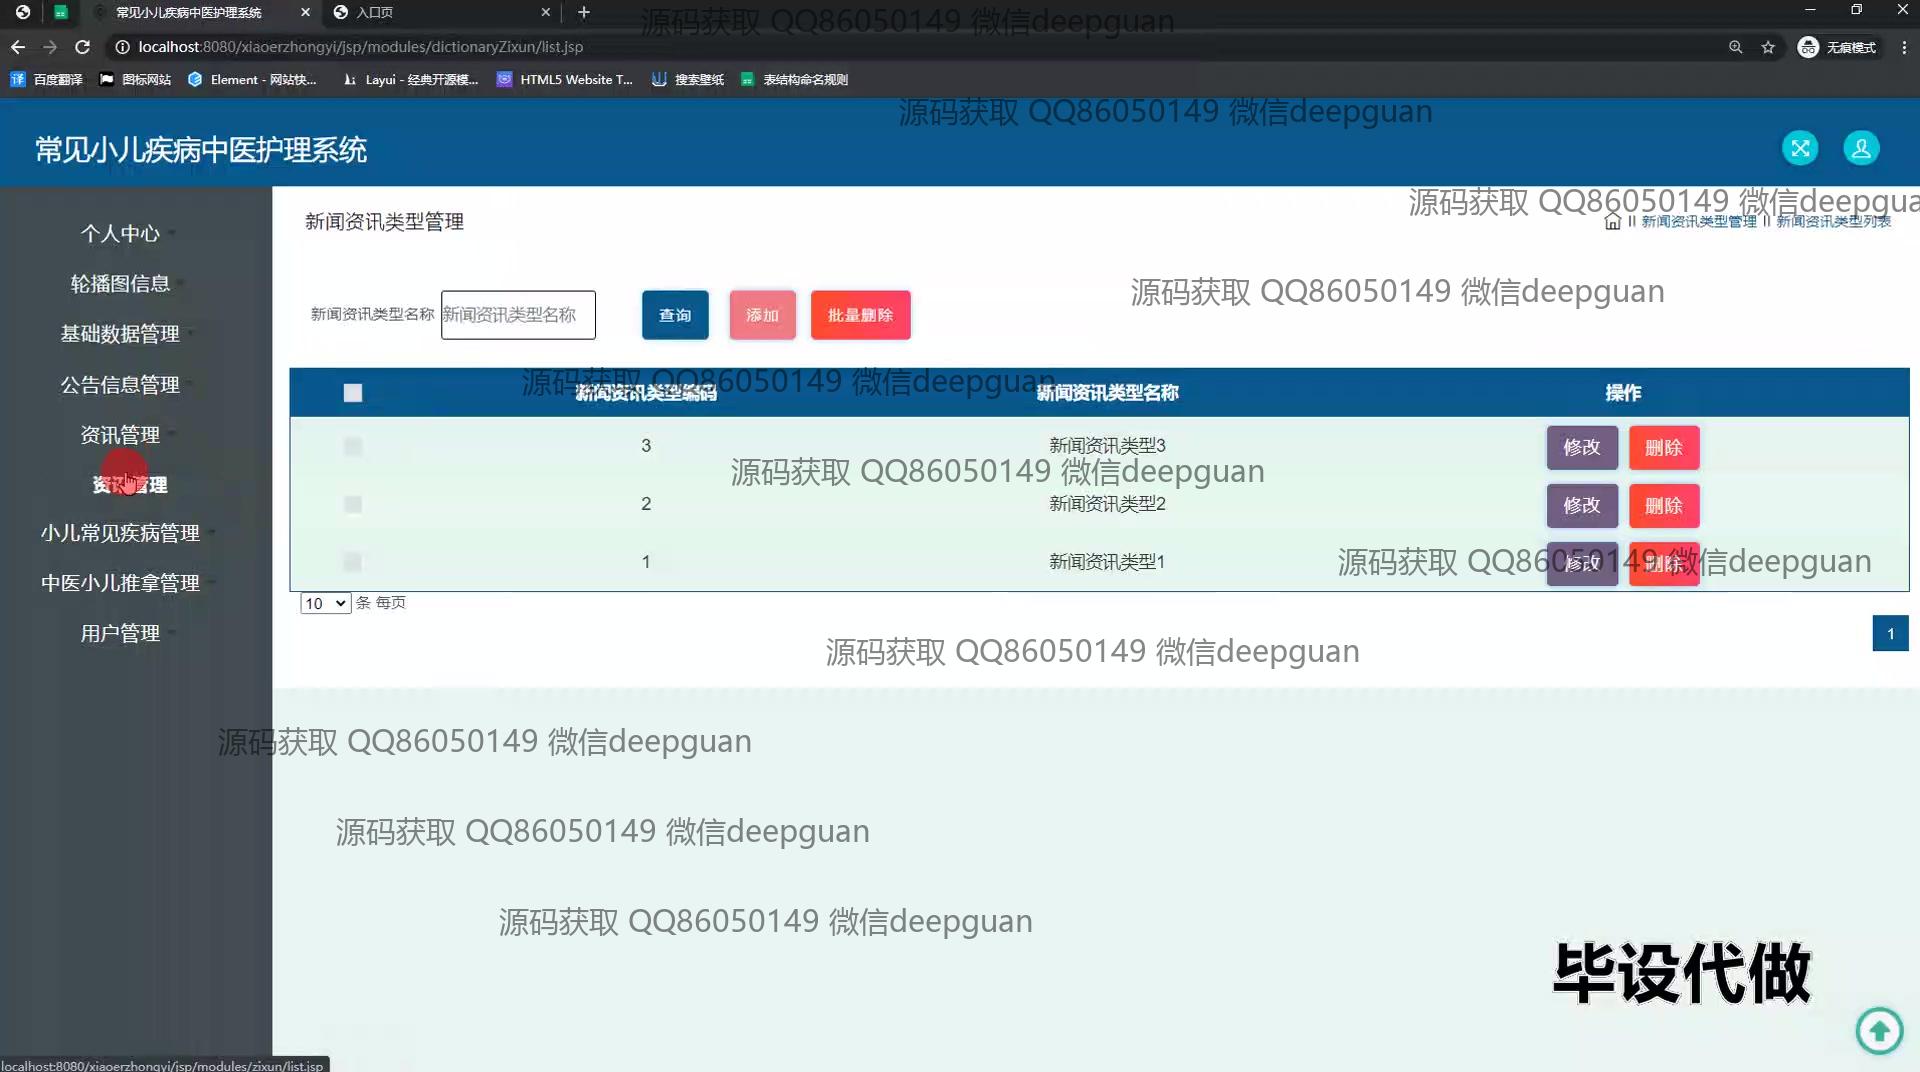 常见小儿疾病中医护理系统
入口页
源码获取 QQ86050149 微信deepguan
localhost:8080/xiaoerzhongyi/jsp/modules/dictionaryZixun/list.jsp
无痕模式
百度翻译
图标网站
Element - 网站快...
Layui - 经典开源模...
HTML5 Website T...
搜索壁纸
表结构命名规则
源码获取 QQ86050149 微信deepguan
常见小儿疾病中医护理系统
源码获取 QQ86050149 微信deepgua
个人中心
轮播图信息
基础数据管理
公告信息管理
资讯管理
资讯管理
小儿常见疾病管理
中医小儿推拿管理
用户管理
新闻资讯类型管理
新闻资讯类型管理 新闻资讯类型列表
源码获取 QQ86050149 微信deepguan
新闻资讯类型名称 新闻资讯类型名称 查询 添加 批量删除
源码获取 QQ86050149 微信deepguan
新闻资讯类型编码 新闻资讯类型名称 操作
3 新闻资讯类型3 修改 删除
源码获取 QQ86050149 微信deepguan
2 新闻资讯类型2 修改 删除
1 新闻资讯类型1 修改 删除
源码获取 QQ86050149 微信deepguan
10 条 每页
1
源码获取 QQ86050149 微信deepguan
源码获取 QQ86050149 微信deepguan
源码获取 QQ86050149 微信deepguan
源码获取 QQ86050149 微信deepguan
毕设代做
localhost:8080/xiaoerzhongyi/jsp/modules/zixun/list.jsp